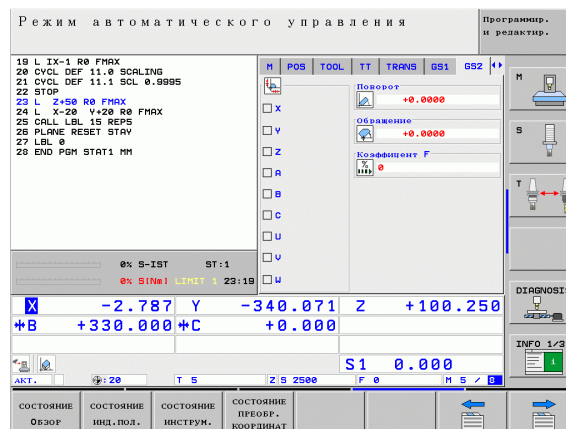 Режим автоматического управления
Программир.
и редактир.
19 L IX-1 R0 FMAX
20 CYCL DEF 11.0 SCALING
21 CYCL DEF 11.1 SCL 0.9995
22 STOP
23 L Z+50 R0 FMAX
24 L X-20 Y+20 R0 FMAX
25 CALL LBL 15 REP5
26 PLANE RESET STAY
27 LBL 0
28 END PGM STAT1 MM
M POS TOOL TT TRANS GS1 GS2
X
Y
Z
A
B
C
U
V
W
Поворот
+0.0000
Обращение
+0.0000
Коэффицент F
%
0
0% S-IST ST:1
0% S[Nm] LIMIT 1 23:19
X -2.787 Y -340.071 Z +100.250
B +330.000 C +0.000
S1 0.000
АКТ. :20 T 5 Z S 2500 F 0 M 5 / 8
M
S
T
DIAGNOSI
INFO 1/3
i
СОСТОЯНИЕ
ОБЗОР
СОСТОЯНИЕ
ИНД.ПОЛ.
СОСТОЯНИЕ
ИНСТРУМ.
СОСТОЯНИЕ
ПРЕОБР.
КООРДИНАТ